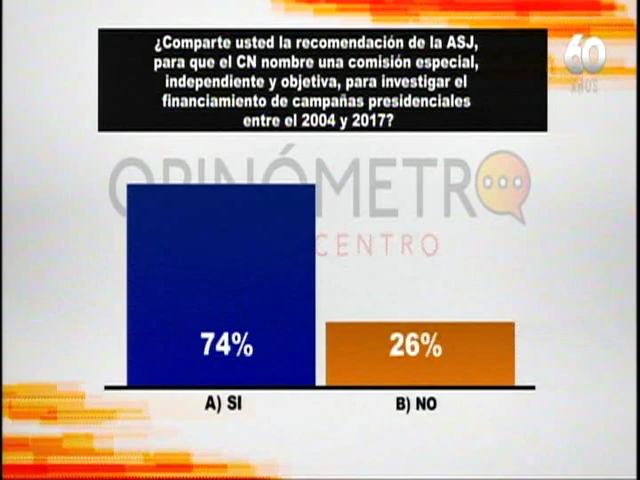 ¿Comparte usted la recomendación de la ASJ,
para que el CN nombre una comisión especial,
independiente y objetiva, para investigar el
financiamiento de campañas presidenciales
entre el 2004 y 2017?
60
AÑOS
OPINÓMETRO
CENTRO
74%
26%
A) SI
B) NO